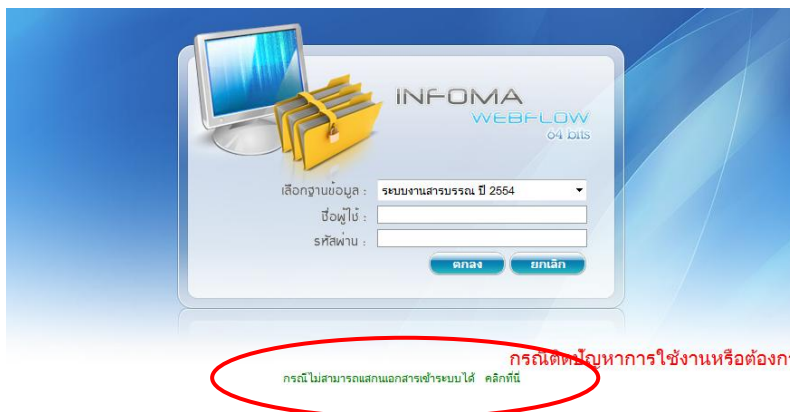 INFOMA
WEBFLOW
64 bits
เลือกฐานข้อมูล : ระบบงานสารบรรณ ปี 2554
ชื่อผู้ใช้ :
รหัสผ่าน :
ตกลง ยกเลิก
กรณีติดปัญหาการใช้งานหรือต้องก
กรณีไม่สามารถแสกนเอกสารเข้าระบบได้ คลิกที่นี่